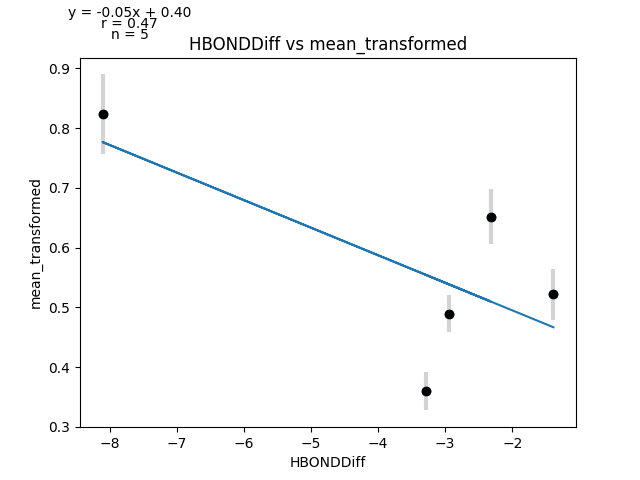 y = -0.05x + 0.40
r = 0.47
n = 5
HBONDDiff vs mean_transformed
0.9
0.8
0.7
0.6
0.5
0.4
0.3
mean_transformed
−8
−7
−6
−5
−4
−3
−2
HBONDDiff